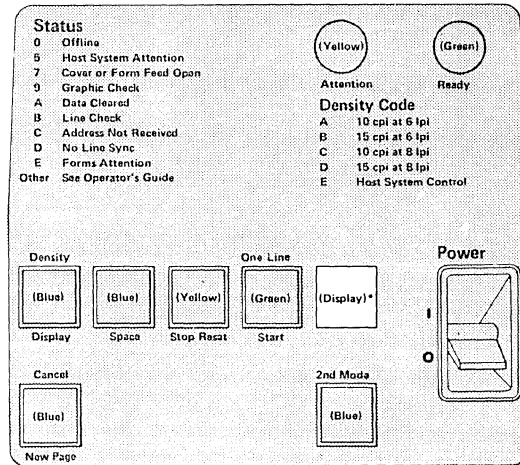 Status
0 Offline
5 Host System Attention
7 Cover or Form Feed Open
9 Graphic Check
A Data Cleared
B Line Check
C Address Not Received
D No Line Sync
E Forms Attention
Other See Operator's Guide
(Yellow)
(Green)
Attention
Ready
Density Code
A 10 cpi at 6 lpi
B 15 cpi at 6 lpi
C 10 cpi at 8 lpi
D 15 cpi at 8 lpi
E Host System Control
Density
One Line
Power
(Blue)
(Blue)
(Yellow)
(Green)
(Display)*
I
O
Display
Space
Stop Reset
Start
Cancel
2nd Mode
(Blue)
(Blue)
New Page